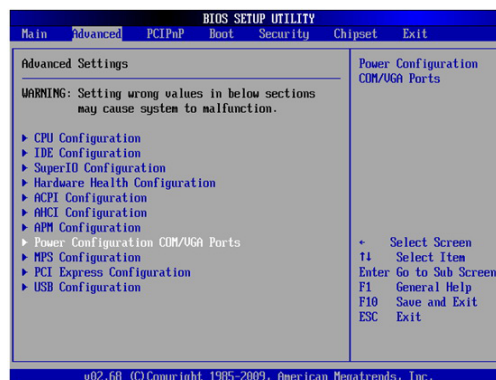 BIOS SETUP UTILITY
Main Advanced PCIPnP Boot Security Chipset Exit
Advanced Settings
WARNING: Setting wrong values in below sections
may cause system to malfunction.
▶ CPU Configuration
▶ IDE Configuration
▶ SuperIO Configuration
▶ Hardware Health Configuration
▶ ACPI Configuration
▶ AHCI Configuration
▶ APM Configuration
▶ Power Configuration COM/VGA Ports
▶ MPS Configuration
▶ PCI Express Configuration
▶ USB Configuration
Power Configuration
COM/VGA Ports
← Select Screen
↑↓ Select Item
Enter Go to Sub Screen
F1 General Help
F10 Save and Exit
ESC Exit
v02.68 (C)Copyright 1985-2009, American Megatrends, Inc.